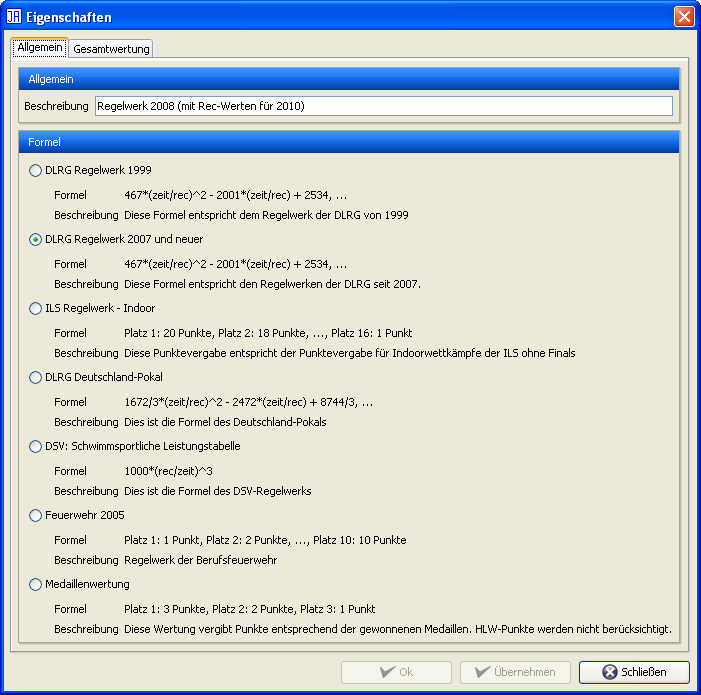 JA Eigenschaften
Allgemein Gesamtwertung
Allgemein
Beschreibung Regelwerk 2008 (mit Rec-Werten für 2010)
Formel
DLRG Regelwerk 1999
Formel 467*(zeit/rec)^2 - 2001*(zeit/rec) + 2534, ...
Beschreibung Diese Formel entspricht dem Regelwerk der DLRG von 1999
DLRG Regelwerk 2007 und neuer
Formel 467*(zeit/rec)^2 - 2001*(zeit/rec) + 2534, ...
Beschreibung Diese Formel entspricht den Regelwerken der DLRG seit 2007.
ILS Regelwerk - Indoor
Formel Platz 1: 20 Punkte, Platz 2: 18 Punkte, ..., Platz 16: 1 Punkt
Beschreibung Diese Punktevergabe entspricht der Punktevergabe für Indoorwettkämpfe der ILS ohne Finals
DLRG Deutschland-Pokal
Formel 1672/3*(zeit/rec)^2 - 2472*(zeit/rec) + 8744/3, ...
Beschreibung Dies ist die Formel des Deutschland-Pokals
DSV: Schwimmsportliche Leistungstabelle
Formel 1000*(rec/zeit)^3
Beschreibung Dies ist die Formel des DSV-Regelwerks
Feuerwehr 2005
Formel Platz 1: 1 Punkt, Platz 2: 2 Punkte, ..., Platz 10: 10 Punkte
Beschreibung Regelwerk der Berufsfeuerwehr
Medaillenwertung
Formel Platz 1: 3 Punkte, Platz 2: 2 Punkte, Platz 3: 1 Punkt
Beschreibung Diese Wertung vergibt Punkte entsprechend der gewonnenen Medaillen. HLW-Punkte werden nicht berücksichtigt.
Ok Übernehmen Schließen